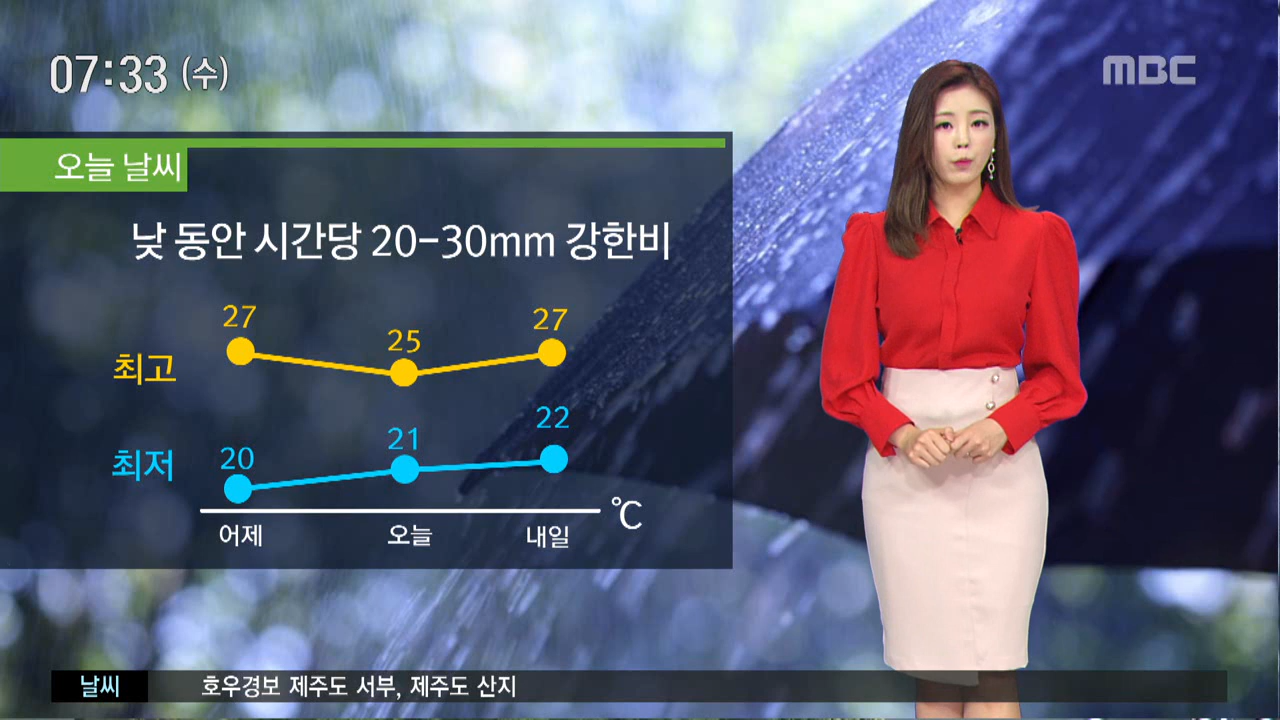 07:33 (수)
MBC
오늘 날씨
낮 동안 시간당 20-30mm 강한비
27 25 27
최고
20 21 22
최저
℃
어제 오늘 내일
날씨 호우경보 제주도 서부, 제주도 산지